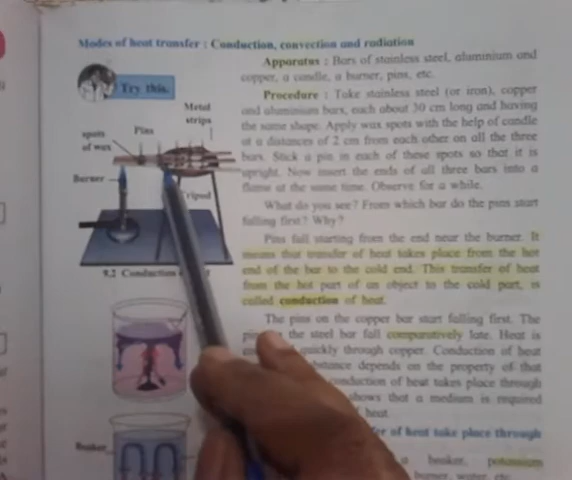 Modes of heat transfer : Conduction, convection and radiation
Try this.
spots
of wax
Pins
Metal
strips
Burner
Tripod
9.2 Conduction
Apparatus : Bars of stainless steel, aluminium and
copper, a candle, a burner, pins, etc.
Procedure : Take stainless steel (or iron), copper
and aluminium bars, each about 30 cm long and having
the same shape. Apply wax spots with the help of candle
at a distances of 2 cm from each other on all the three
bars. Stick a pin in each of these spots so that it is
upright. Now insert the ends of all three bars into a
flame at the same time. Observe for a while.
What do you see? From which bar do the pins start
falling first? Why?
Pins fall starting from the end near the burner. It
means that transfer of heat takes place from the hot
end of the bar to the cold end. This transfer of heat
from the hot part of an object to the cold part, is
called conduction of heat.
The pins on the copper bar start falling first. The
the steel bar fall comparatively late. Heat is
quickly through copper. Conduction of heat
depends on the property of that
conduction of heat takes place through
shows that a medium is required
heat.
of heat take place through
Beaker
a beaker, potassium
burner, water, etc.